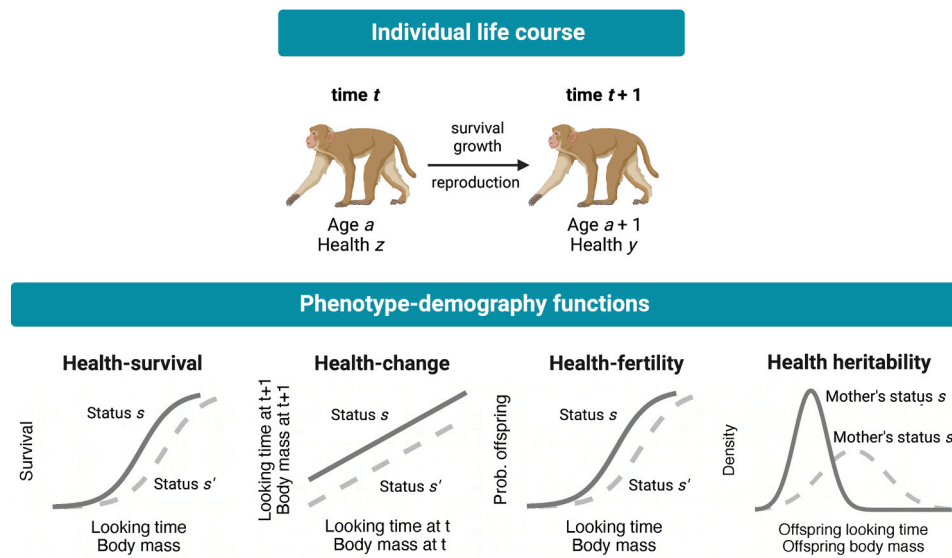 Individual life course
time t
time t + 1
survival
growth
reproduction
Age a
Health z
Age a + 1
Health y
Phenotype-demography functions
Health-survival
Survival
Status s
Status s'
Looking time
Body mass
Health-change
Looking time at t+1
Body mass at t+1
Status s
Status s'
Looking time at t
Body mass at t
Health-fertility
Prob. offspring
Status s
Status s'
Looking time
Body mass
Health heritability
Density
Mother's status s
Mother's status s
Offspring looking time
Offspring body mass